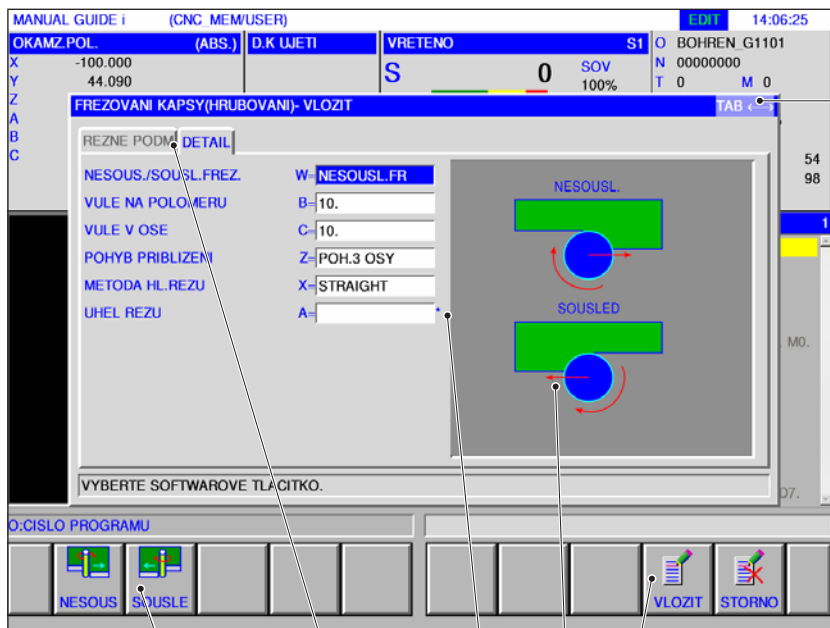 MANUAL GUIDE i (CNC_MEM/USER) EDIT 14:06:25
OKAMZ.POL. (ABS.) D.K UJETI VRETENO S1 O BOHREN_G1101
X -100.000 S 0 SOV N 00000000
Y 44.090 100% T 0 M 0
Z
FREZOVANI KAPSY(HRUBOVANI)- VLOZIT TAB
A
B
REZNE PODM DETAIL
C
54
NESOUS./SOUSL.FREZ. W= NESOUSL.FR
98
NESOUSL.
VULE NA POLOMERU B= 10.
VULE V OSE C= 10.
1
POHYB PRIBLIZENI Z= POH.3 OSY
METODA HL.REZU X= STRAIGHT
UHEL REZU A= *
SOUSLED
M0.
VYBERTE SOFTWAROVE TLACITKO.
D7.
O:CISLO PROGRAMU
NESOUS SOUSLE VLOZIT STORNO